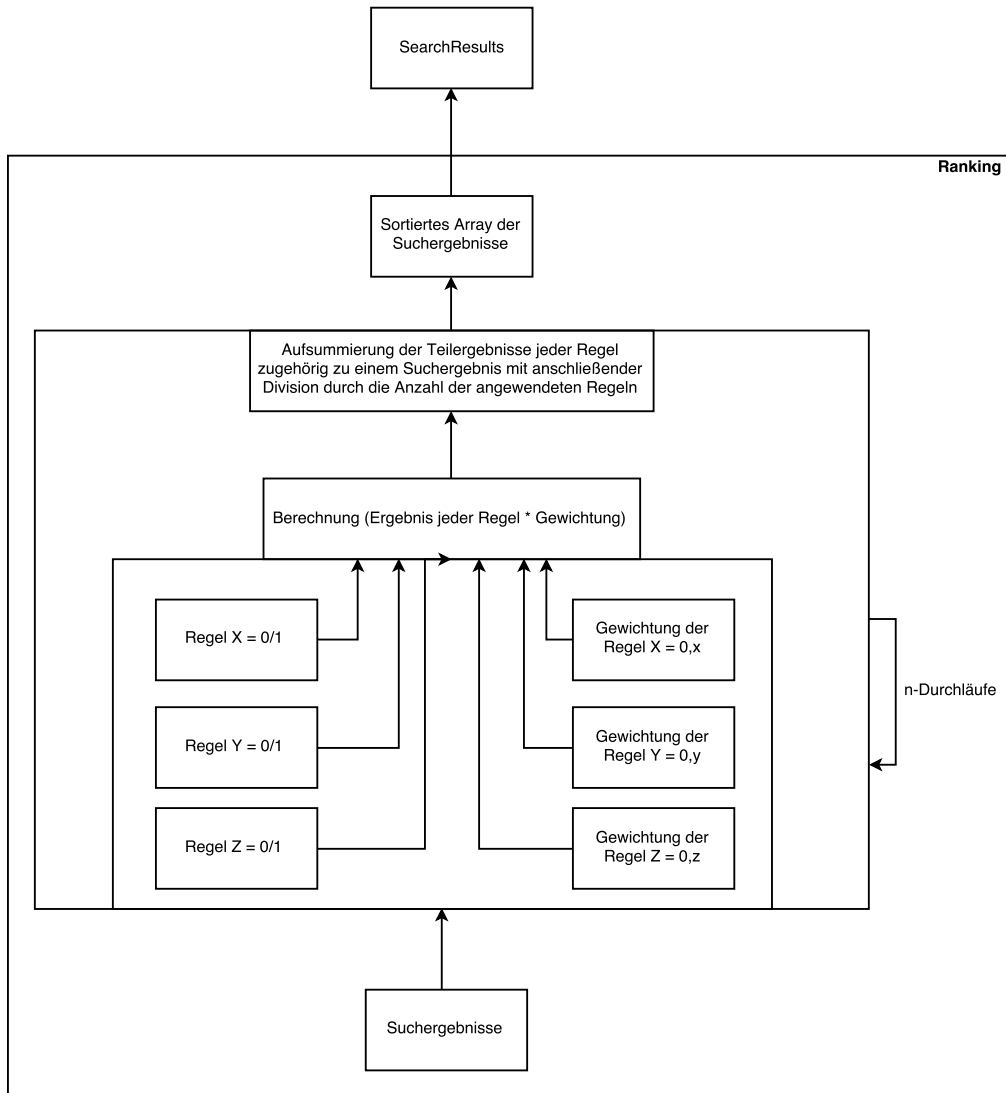 SearchResults
Ranking
Sortiertes Array der
Suchergebnisse
Aufsummierung der Teilergebnisse jeder Regel
zugehörig zu einem Suchergebnis mit anschließender
Division durch die Anzahl der angewendeten Regeln
Berechnung (Ergebnis jeder Regel * Gewichtung)
Regel X = 0/1
Gewichtung der
Regel X = 0,x
n-Durchläufe
Regel Y = 0/1
Gewichtung der
Regel Y = 0,y
Regel Z = 0/1
Gewichtung der
Regel Z = 0,z
Suchergebnisse